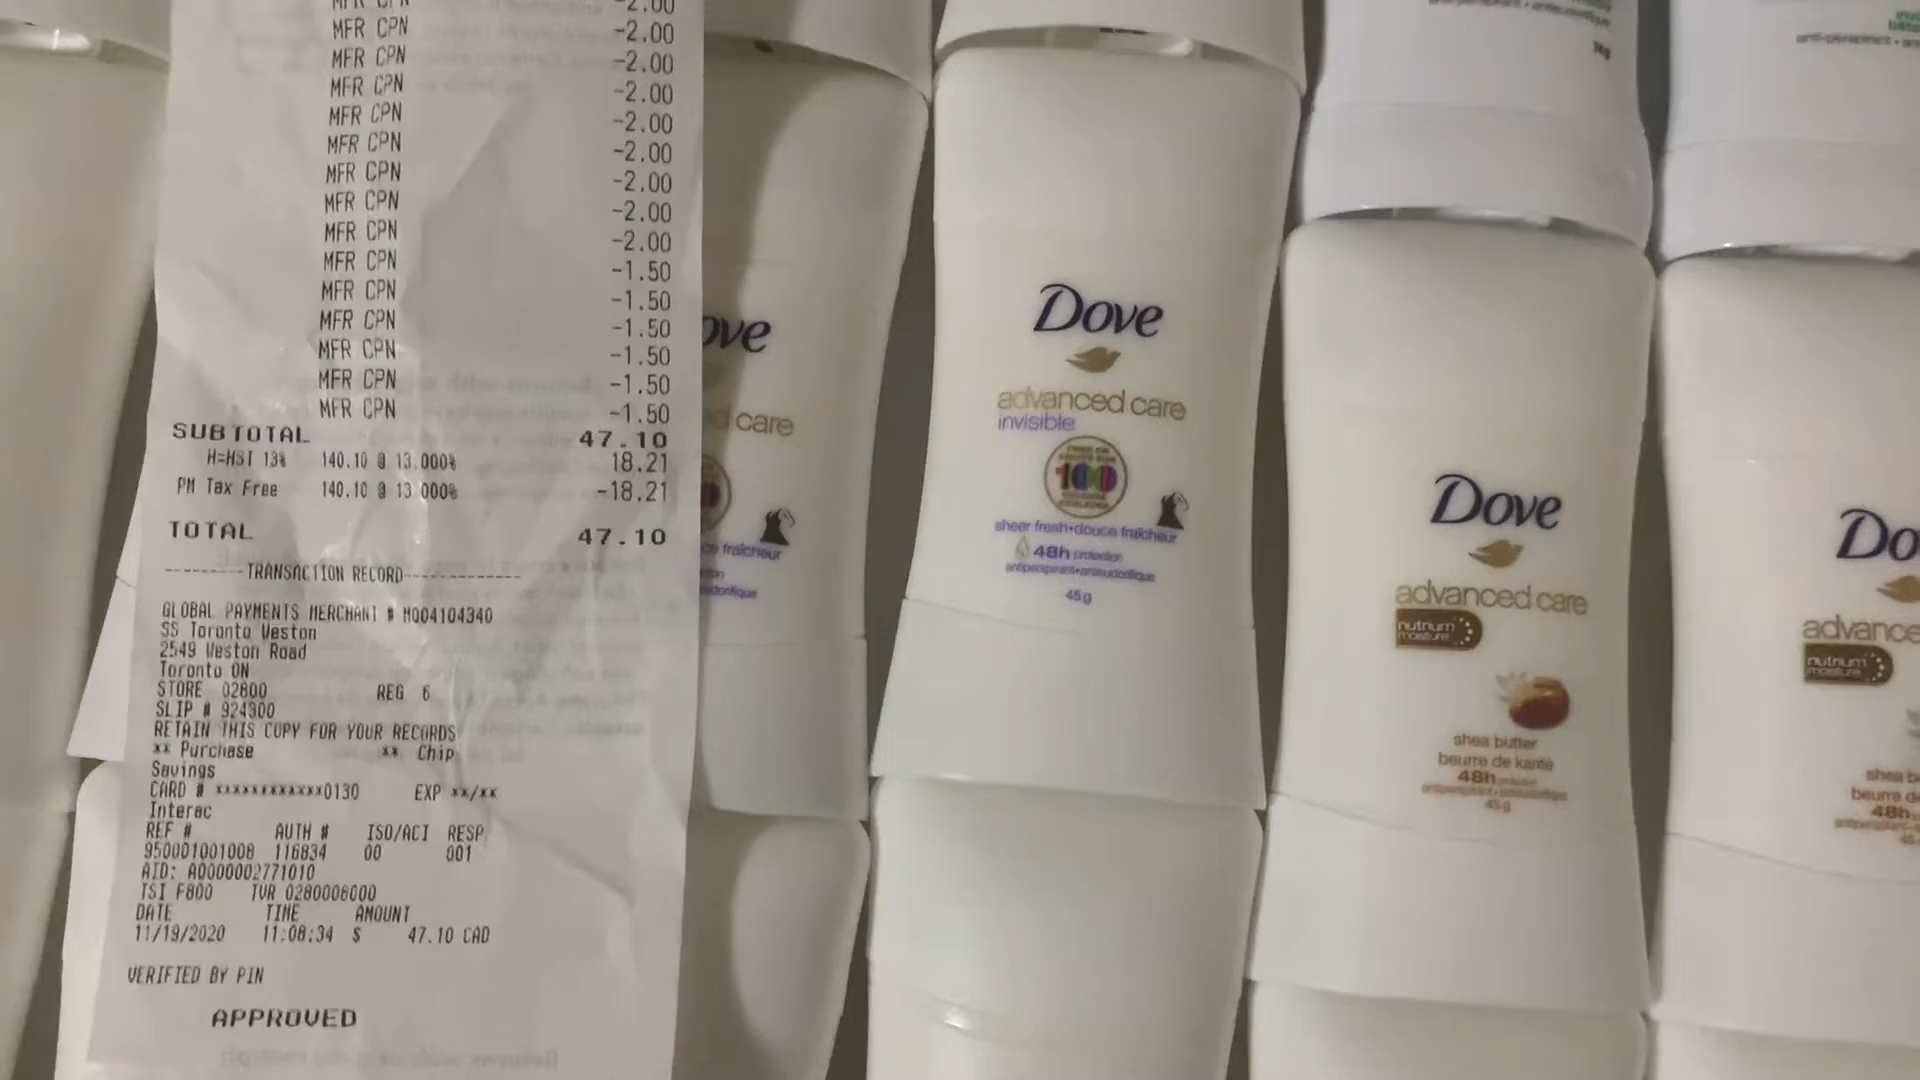 MFR CPN -2.00
MFR CPN -2.00
MFR CPN -2.00
MFR CPN -2.00
MFR CPN -2.00
MFR CPN -2.00
MFR CPN -2.00
MFR CPN -2.00
MFR CPN -2.00
MFR CPN -1.50
MFR CPN -1.50
MFR CPN -1.50
MFR CPN -1.50
MFR CPN -1.50
MFR CPN -1.50
SUBTOTAL 47.10
H=HST 13% 140.10 @ 13.000% 18.21
PM Tax Free 140.10 @ 13.000% -18.21
TOTAL 47.10
---------TRANSACTION RECORD-------------
GLOBAL PAYMENTS MERCHANT # M004104340
SS Toronto Weston
2549 Weston Road
Toronto ON
STORE 02800 REG 6
SLIP # 924300
RETAIN THIS COPY FOR YOUR RECORDS
** Purchase ** Chip
Savings
CARD # ************0130 EXP **/**
Interac
REF # AUTH # ISO/ACI RESP
950001001008 116834 00 001
AID: A0000002771010
TSI F800 TVR 0280008000
DATE TIME AMOUNT
11/19/2020 11:08:34 $ 47.10 CAD
VERIFIED BY PIN
APPROVED
ove
d care
ce fraîcheur
Dove
advanced care
invisible
100
sheer fresh•douce fraîcheur
48h protection
antiperspirant•antisudorifique
45g
Dove
advanced care
nutrium
moisture
shea butter
beurre de karité
48h protection
antiperspirant•antisudorifique
45g
Do
advance
nutrium
moisture
shea b
beurre d
48h